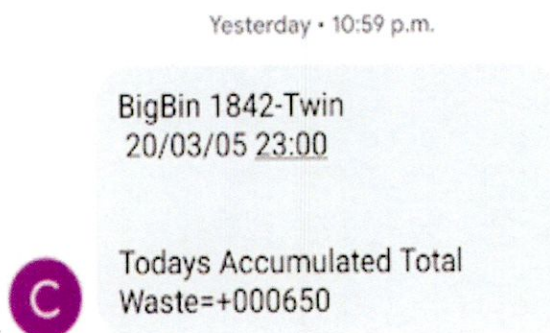 Yesterday • 10:59 p.m.
BigBin 1842-Twin
20/03/05 23:00
Todays Accumulated Total
C
Waste=+000650